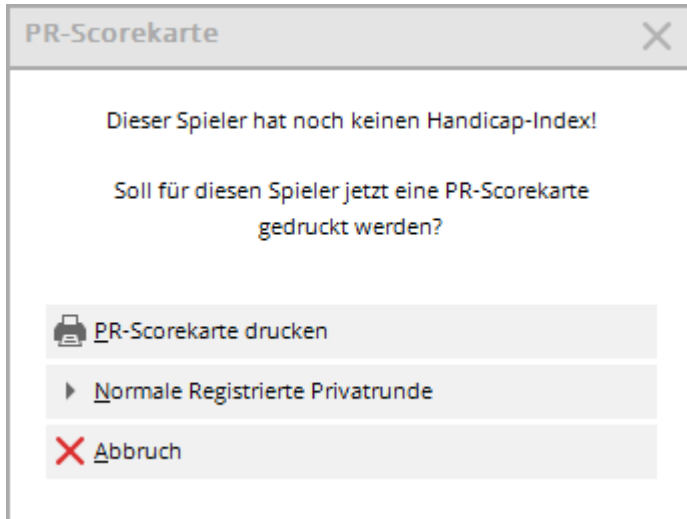 PR-Scorekarte
Dieser Spieler hat noch keinen Handicap-Index!
Soll für diesen Spieler jetzt eine PR-Scorekarte
gedruckt werden?
PR-Scorekarte drucken
Normale Registrierte Privatrunde
Abbruch